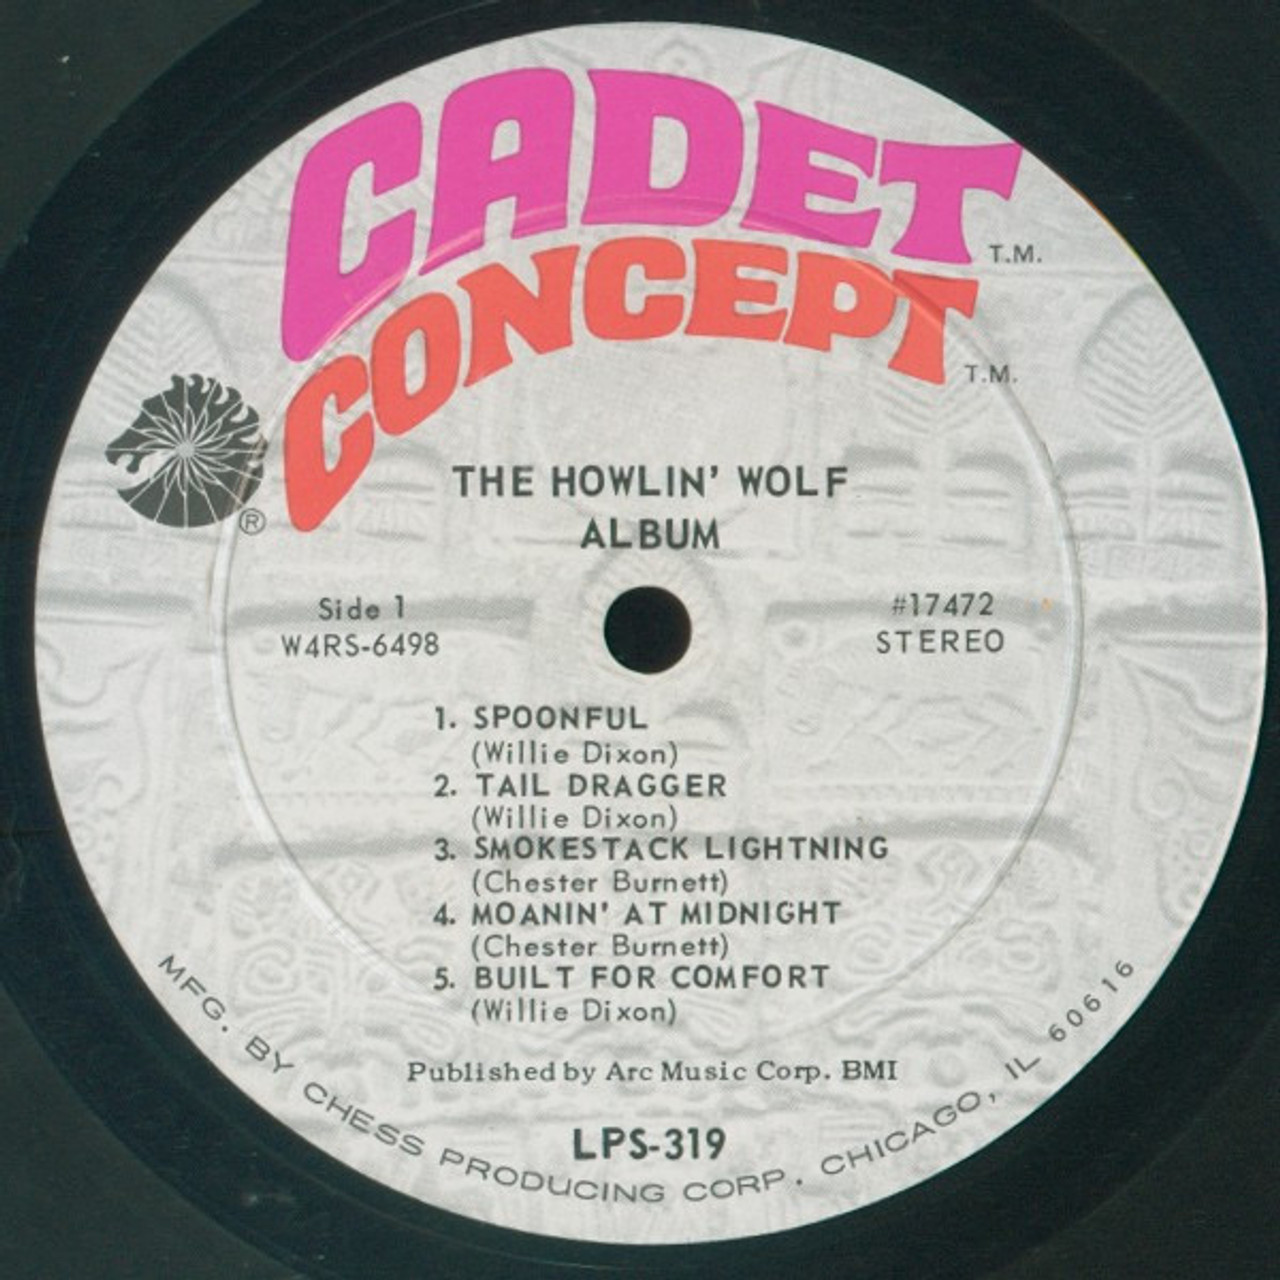 CADET
T.M.
CONCEPT
T.M.
®
THE HOWLIN' WOLF
ALBUM
Side 1
W4RS-6498
#17472
STEREO
1. SPOONFUL
(Willie Dixon)
2. TAIL DRAGGER
(Willie Dixon)
3. SMOKESTACK LIGHTNING
(Chester Burnett)
4. MOANIN' AT MIDNIGHT
(Chester Burnett)
5. BUILT FOR COMFORT
(Willie Dixon)
Published by Arc Music Corp. BMI
LPS-319
MFG. BY CHESS PRODUCING CORP. CHICAGO, IL 60616